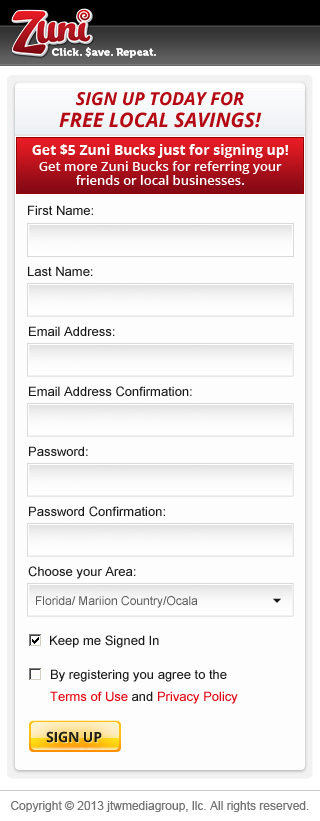 Zuni
Click. $ave. Repeat.
SIGN UP TODAY FOR
FREE LOCAL SAVINGS!
Get $5 Zuni Bucks just for signing up!
Get more Zuni Bucks for referring your
friends or local businesses.
First Name:
Last Name:
Email Address:
Email Address Confirmation:
Password:
Password Confirmation:
Choose your Area:
Florida/ Mariion Country/Ocala
Keep me Signed In
By registering you agree to the
Terms of Use and Privacy Policy
SIGN UP
Copyright © 2013 jtwmediagroup, llc. All rights reserved.